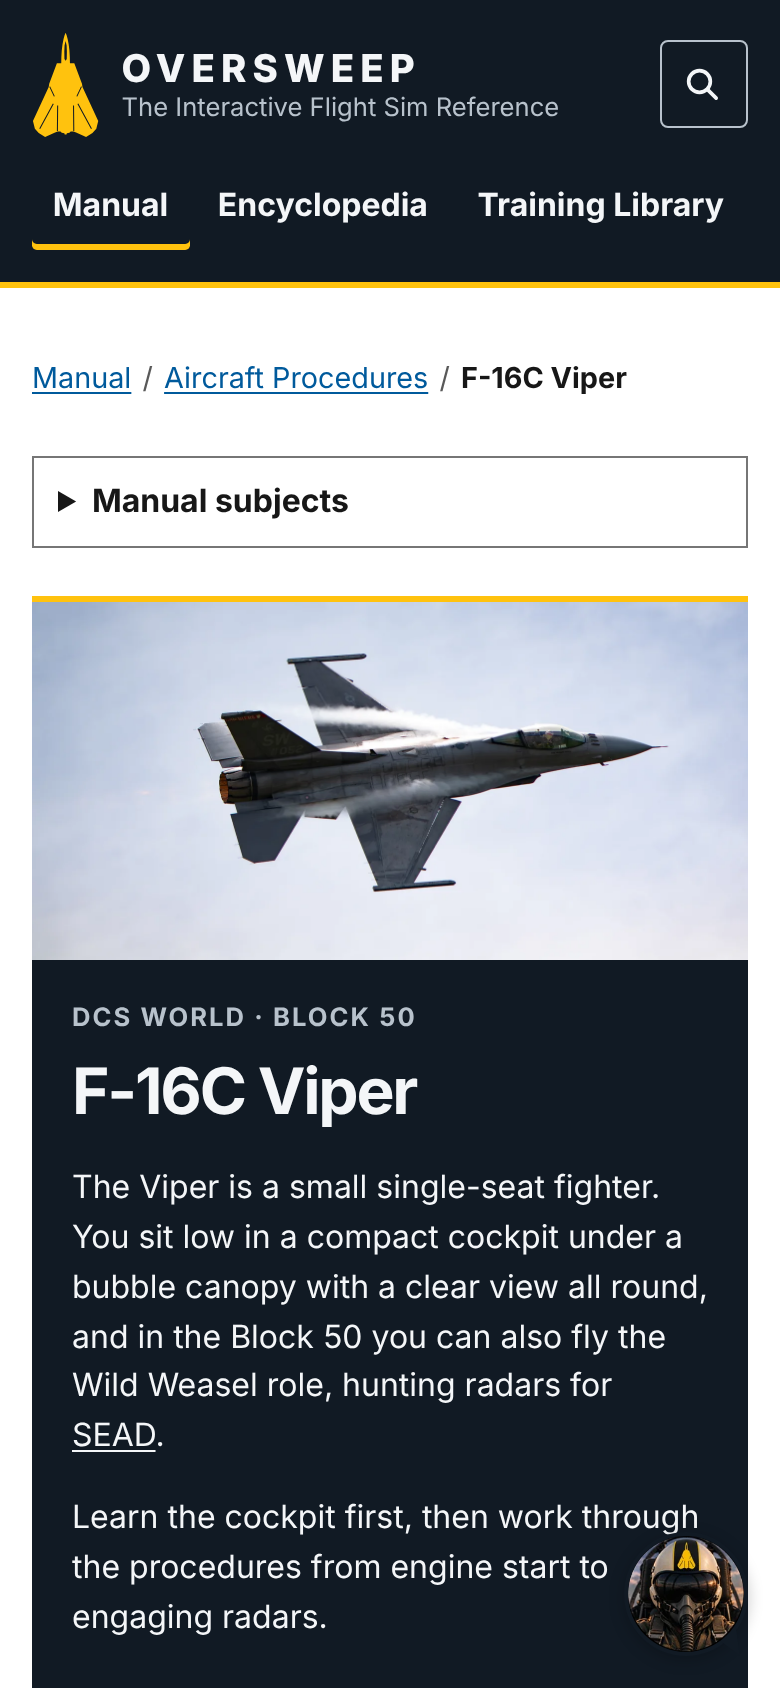 OVERSWEEP
The Interactive Flight Sim Reference
Manual Encyclopedia Training Library
Manual / Aircraft Procedures / F-16C Viper
Manual subjects
DCS WORLD · BLOCK 50
F-16C Viper
The Viper is a small single-seat fighter.
You sit low in a compact cockpit under a
bubble canopy with a clear view all round,
and in the Block 50 you can also fly the
Wild Weasel role, hunting radars for
SEAD.
Learn the cockpit first, then work through
the procedures from engine start to
engaging radars.